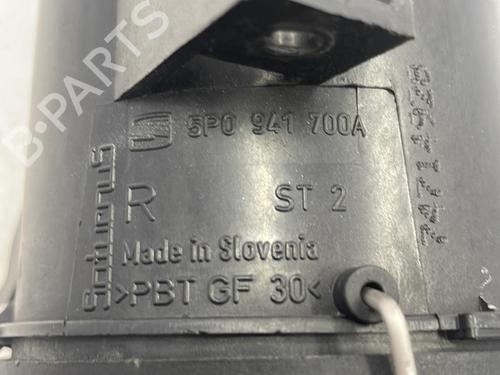 B-PARTS
5P0 941 700A
R ST 2
Made in Slovenia
>PBT GF 30<